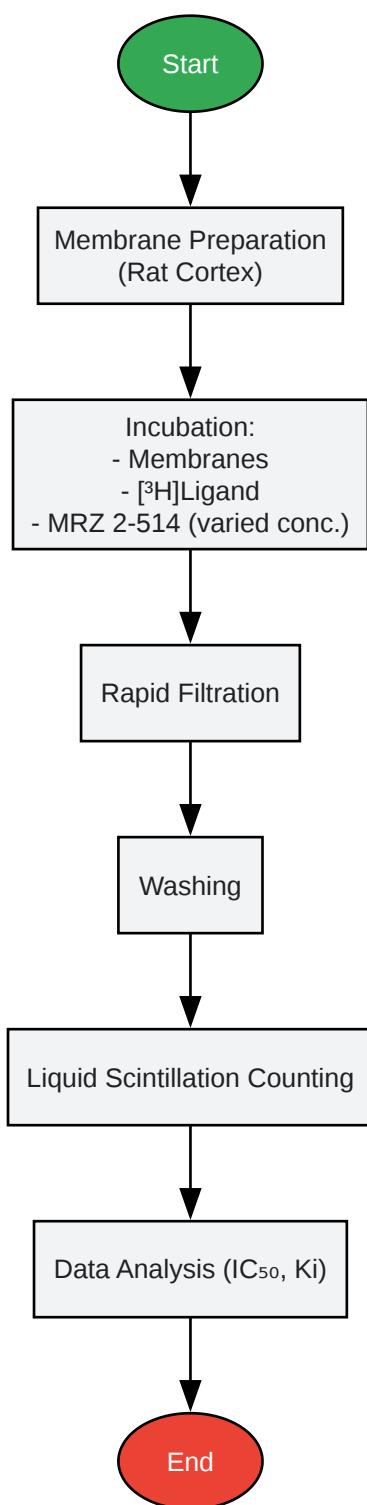 Start
Membrane Preparation
(Rat Cortex)
Incubation:
- Membranes
- [³H]Ligand
- MRZ 2-514 (varied conc.)
Rapid Filtration
Washing
Liquid Scintillation Counting
Data Analysis (IC₅₀, Ki)
End